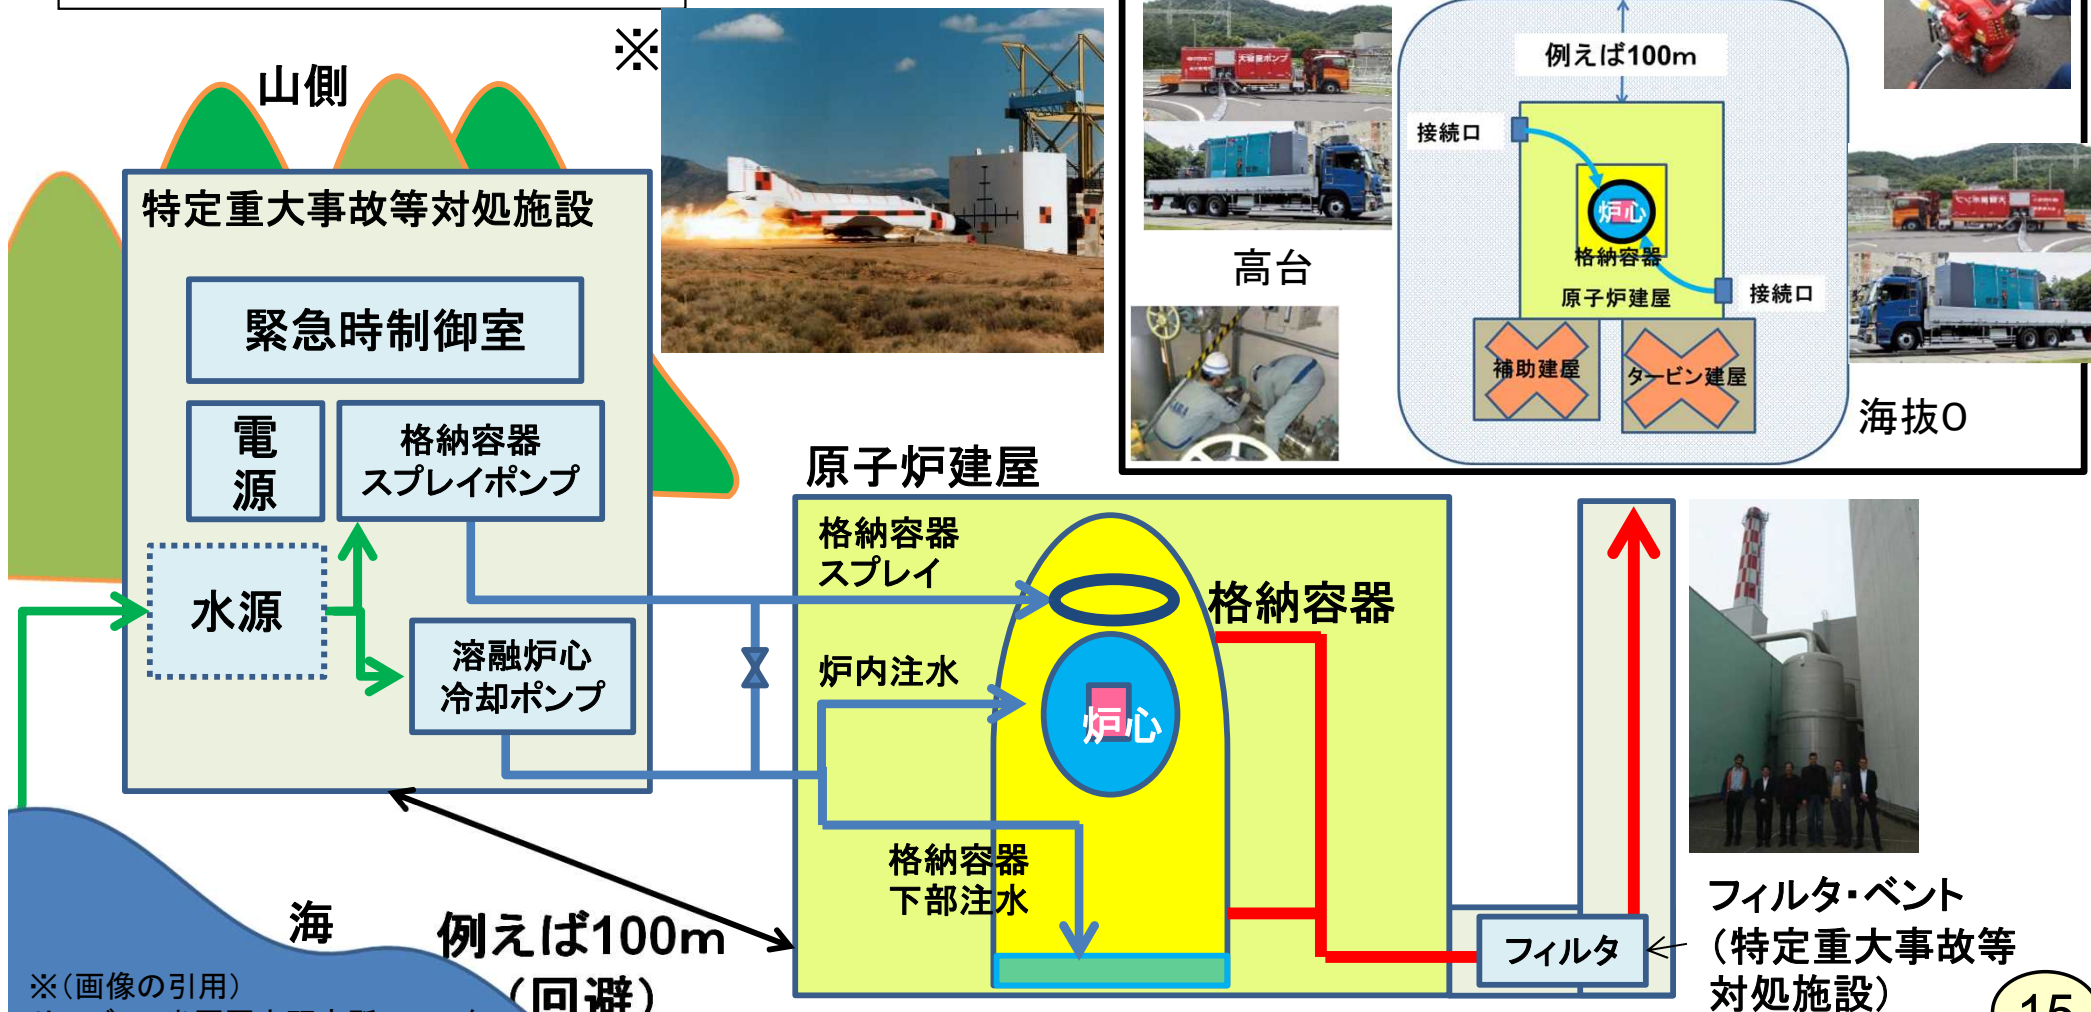 ※
山側
特定重大事故等対処施設
緊急時制御室
電
源
格納容器
スプレイポンプ
水源
溶融炉心
冷却ポンプ
海
例えば100m
(回避)
※(画像の引用)
例えば100m
接続口
炉心
格納容器
原子炉建屋
接続口
補助建屋
タービン建屋
高台
海抜0
大容量ポンプ
原子炉建屋
格納容器
スプレイ
格納容器
炉内注水
炉心
格納容器
下部注水
フィルタ
フィルタ・ベント
(特定重大事故等
対処施設)
15